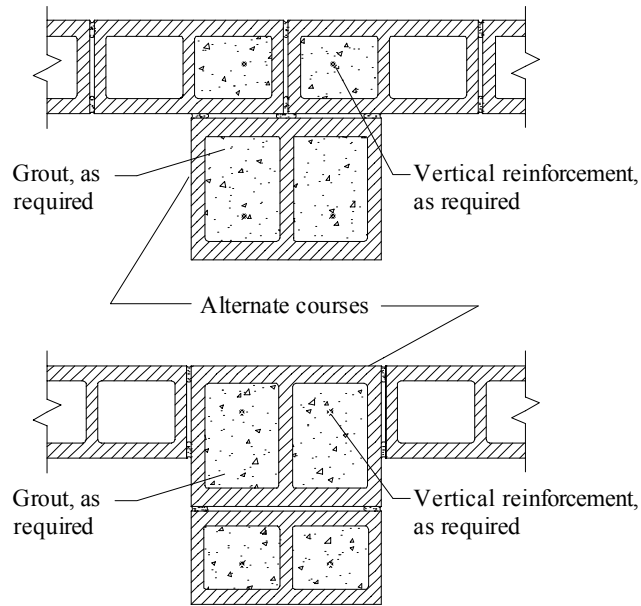 Grout, as
required
Vertical reinforcement,
as required
Alternate courses
Grout, as
required
Vertical reinforcement,
as required